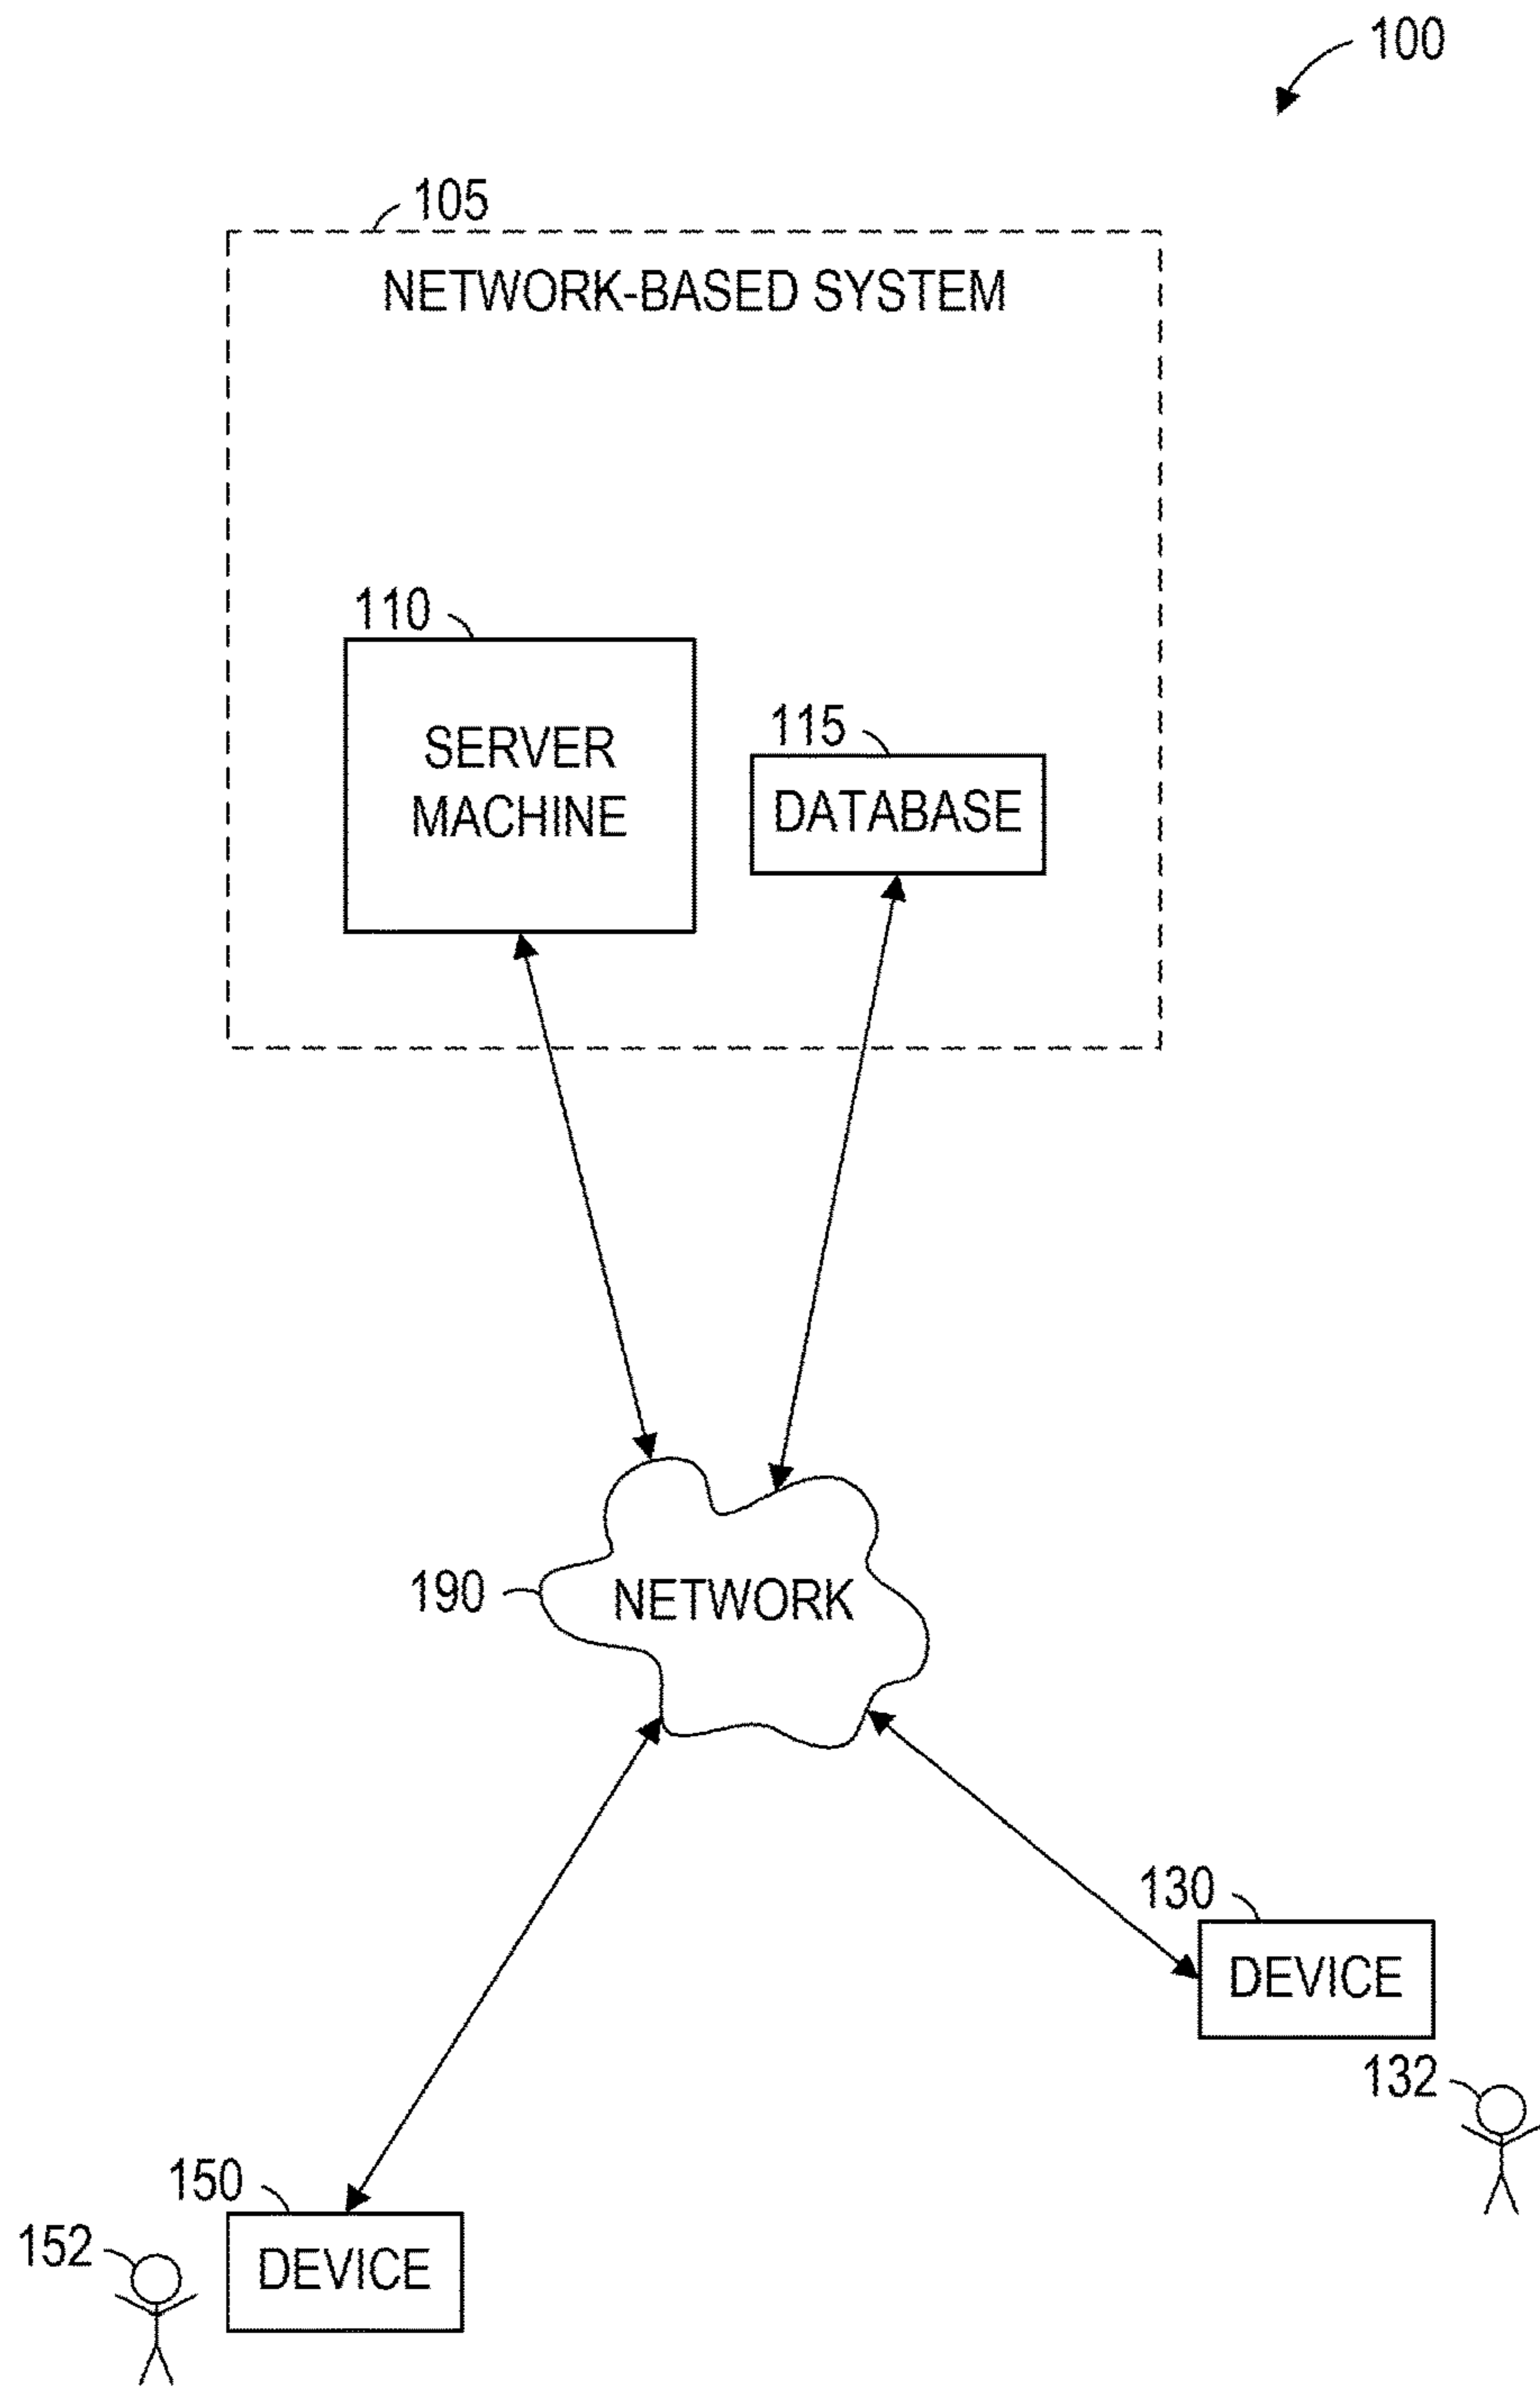 100
105
NETWORK-BASED SYSTEM
110
SERVER
MACHINE
115
DATABASE
190
NETWORK
130
DEVICE
132
150
DEVICE
152